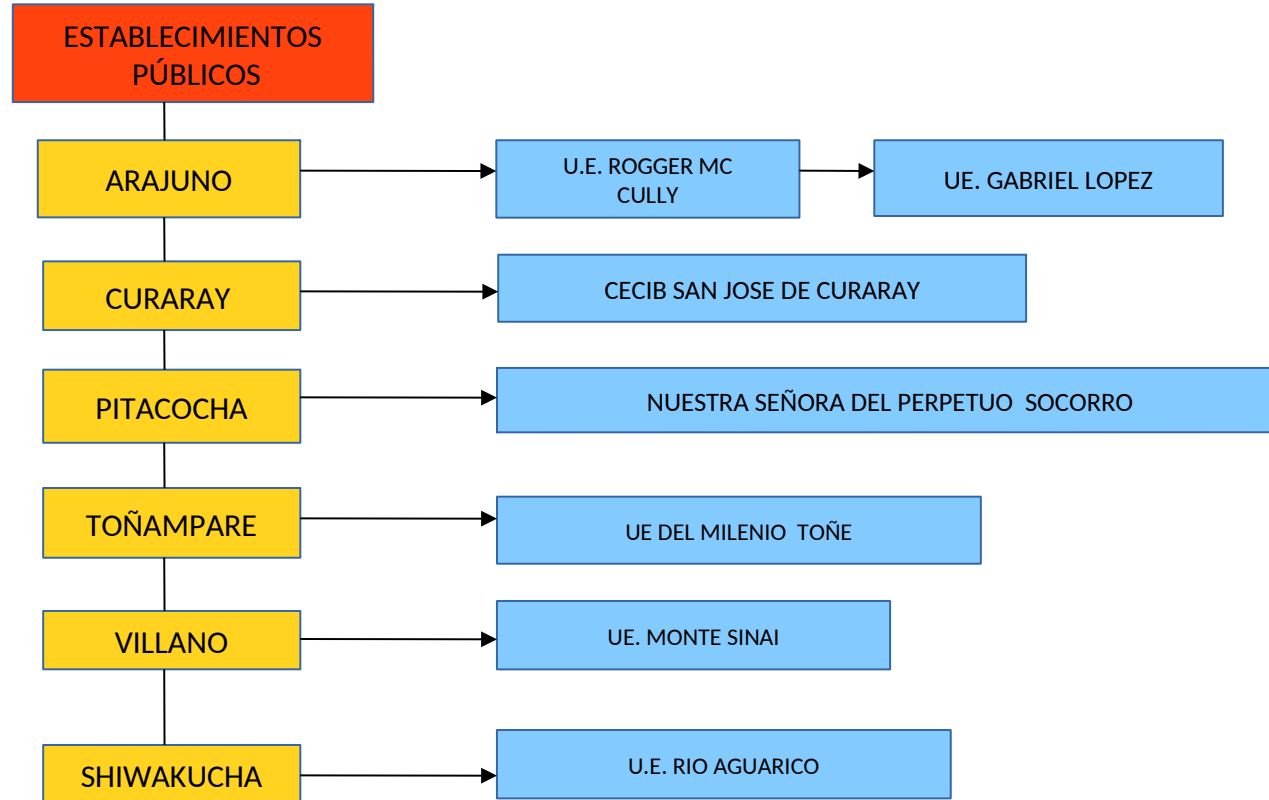 ESTABLECIMIENTOS
PÚBLICOS
ARAJUNO
U.E. ROGGER MC
CULLY
UE. GABRIEL LOPEZ
CURARAY
CECIB SAN JOSE DE CURARAY
PITACOCHA
NUESTRA SEÑORA DEL PERPETUO  SOCORRO
TOÑAMPARE
UE DEL MILENIO  TOÑE
VILLANO
UE. MONTE SINAI
SHIWAKUCHA
U.E. RIO AGUARICO